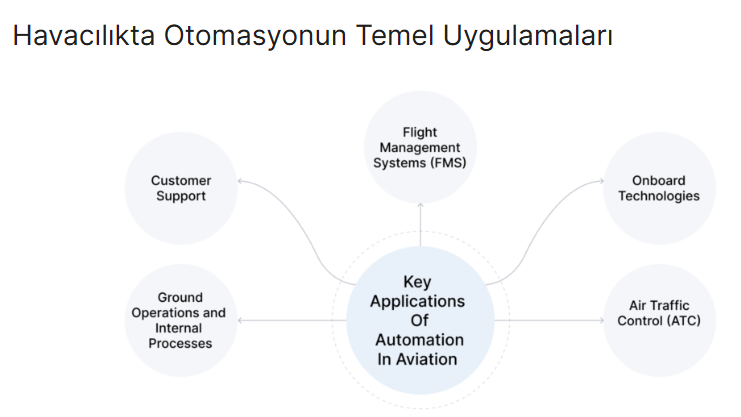 Havacılıkta Otomasyonun Temel Uygulamaları
Flight
Management
Systems (FMS)
Customer
Support
Onboard
Technologies
Key
Applications
Of
Automation
In Aviation
Ground
Operations and
Internal
Processes
Air Traffic
Control (ATC)